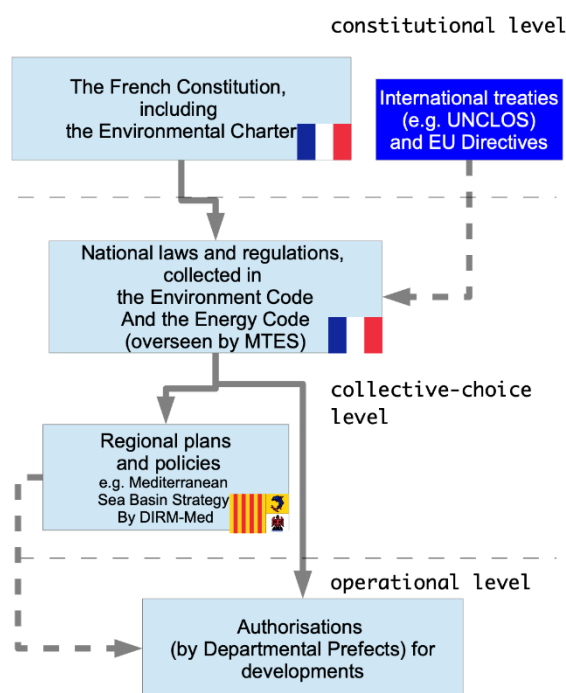 constitutional level
The French Constitution,
including
the Environmental Charter
International treaties
(e.g. UNCLOS)
and EU Directives
National laws and regulations,
collected in
the Environment Code
And the Energy Code
(overseen by MTES)
collective-choice
level
Regional plans
and policies
e.g. Mediterranean
Sea Basin Strategy
By DIRM-Med
operational level
Authorisations
(by Departmental Prefects) for
developments